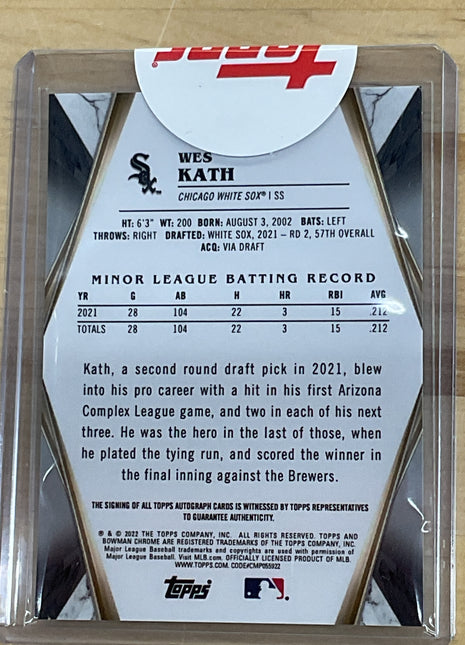 topps
Sox
WES
KATH
CHICAGO WHITE SOX® | SS
HT: 6'3" WT: 200 BORN: AUGUST 3, 2002 BATS: LEFT
THROWS: RIGHT DRAFTED: WHITE SOX, 2021 – RD 2, 57TH OVERALL
ACQ: VIA DRAFT
MINOR LEAGUE BATTING RECORD
YR G AB H HR RBI AVG
2021 28 104 22 3 15 .212
TOTALS 28 104 22 3 15 .212
Kath, a second round draft pick in 2021, blew
into his pro career with a hit in his first Arizona
Complex League game, and two in each of his next
three. He was the hero in the last of those, when
he plated the tying run, and scored the winner in
the final inning against the Brewers.
THE SIGNING OF ALL TOPPS AUTOGRAPH CARDS IS WITNESSED BY TOPPS REPRESENTATIVES
TO GUARANTEE AUTHENTICITY.
® & © 2022 THE TOPPS COMPANY, INC. ALL RIGHTS RESERVED. TOPPS AND
BOWMAN CHROME ARE REGISTERED TRADEMARKS OF THE TOPPS COMPANY, INC.
Major League Baseball trademarks and copyrights are used with permission of
Major League Baseball. Visit MLB.com. OFFICIALLY LICENSED PRODUCT OF MLB.
WWW.TOPPS.COM. CODE#CMP055922
topps